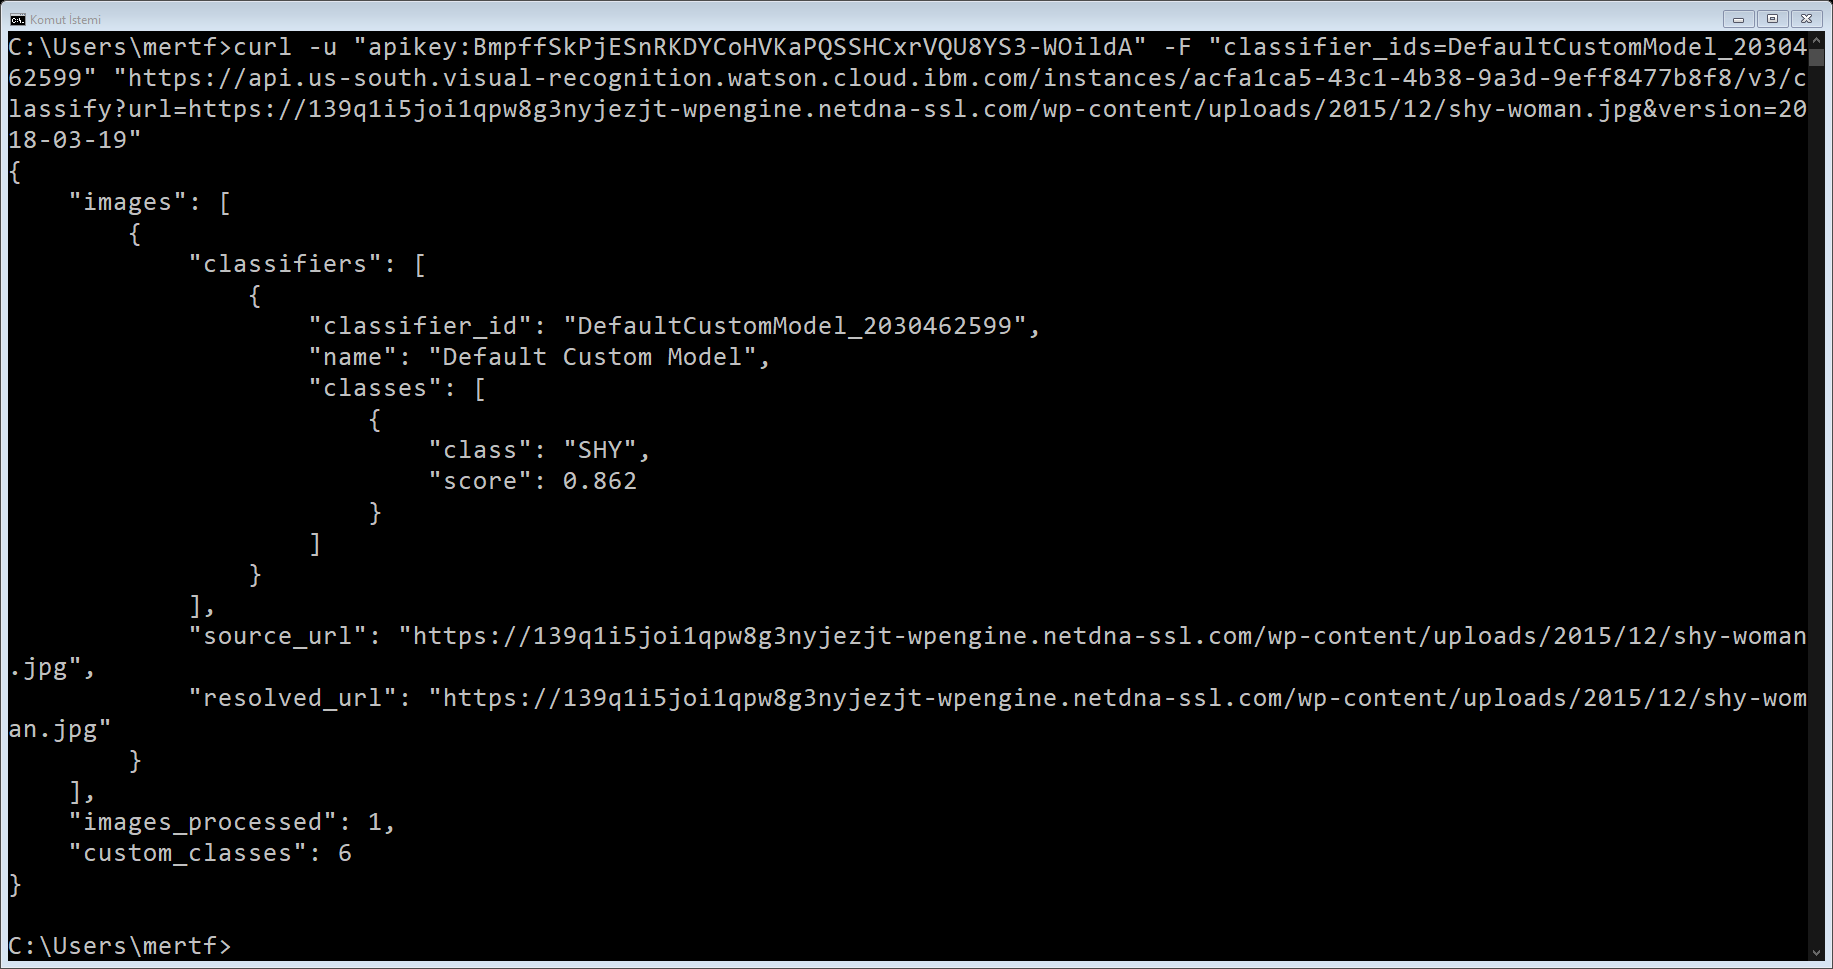 Komut İstemi
C:\Users\mertf>curl -u "apikey:BmpffSkPjESnRKDYCoHVKaPQSSHCxrVQU8YS3-WOildA" -F "classifier_ids=DefaultCustomModel_20304
62599" "https://api.us-south.visual-recognition.watson.cloud.ibm.com/instances/acfa1ca5-43c1-4b38-9a3d-9eff8477b8f8/v3/c
lassify?url=https://139q1i5joi1qpw8g3nyjezjt-wpengine.netdna-ssl.com/wp-content/uploads/2015/12/shy-woman.jpg&version=20
18-03-19"
{
    "images": [
        {
            "classifiers": [
                {
                    "classifier_id": "DefaultCustomModel_2030462599",
                    "name": "Default Custom Model",
                    "classes": [
                        {
                            "class": "SHY",
                            "score": 0.862
                        }
                    ]
                }
            ],
            "source_url": "https://139q1i5joi1qpw8g3nyjezjt-wpengine.netdna-ssl.com/wp-content/uploads/2015/12/shy-woman
.jpg",
            "resolved_url": "https://139q1i5joi1qpw8g3nyjezjt-wpengine.netdna-ssl.com/wp-content/uploads/2015/12/shy-wom
an.jpg"
        }
    ],
    "images_processed": 1,
    "custom_classes": 6
}
C:\Users\mertf>